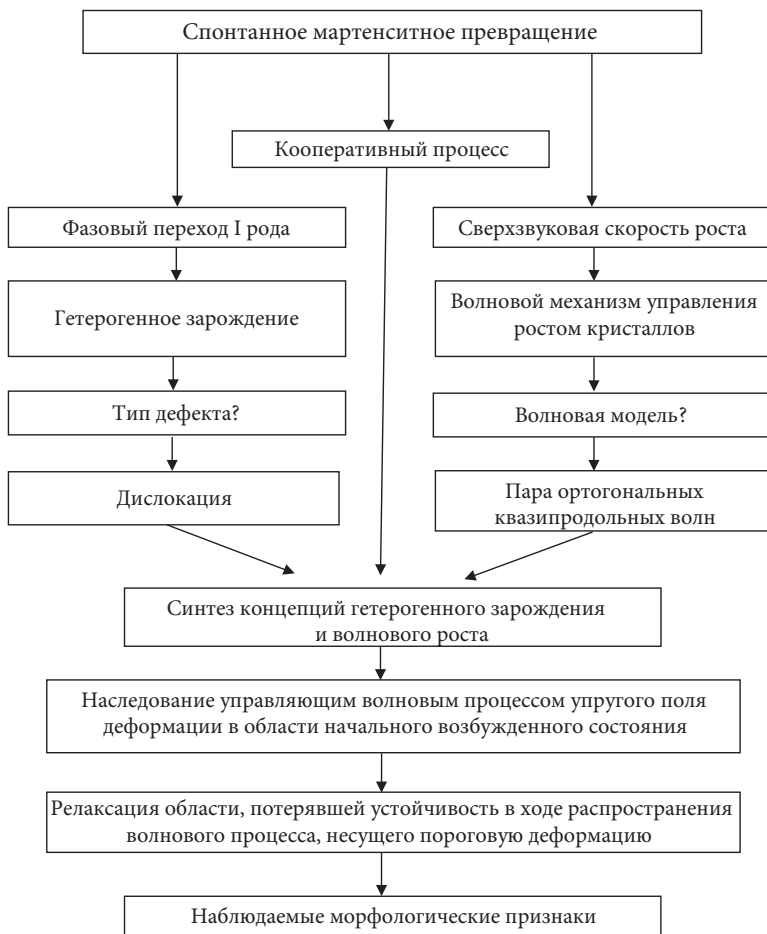 Спонтанное мартенситное превращение
Кооперативный процесс
Фазовый переход I рода
Сверхзвуковая скорость роста
Гетерогенное зарождение
Волновой механизм управления
ростом кристаллов
Тип дефекта?
Волновая модель?
Дислокация
Пара ортогональных
квазипродольных волн
Синтез концепций гетерогенного зарождения
и волнового роста
Наследование управляющим волновым процессом упругого поля
деформации в области начального возбужденного состояния
Релаксация области, потерявшей устойчивость в ходе распространения
волнового процесса, несущего пороговую деформацию
Наблюдаемые морфологические признаки